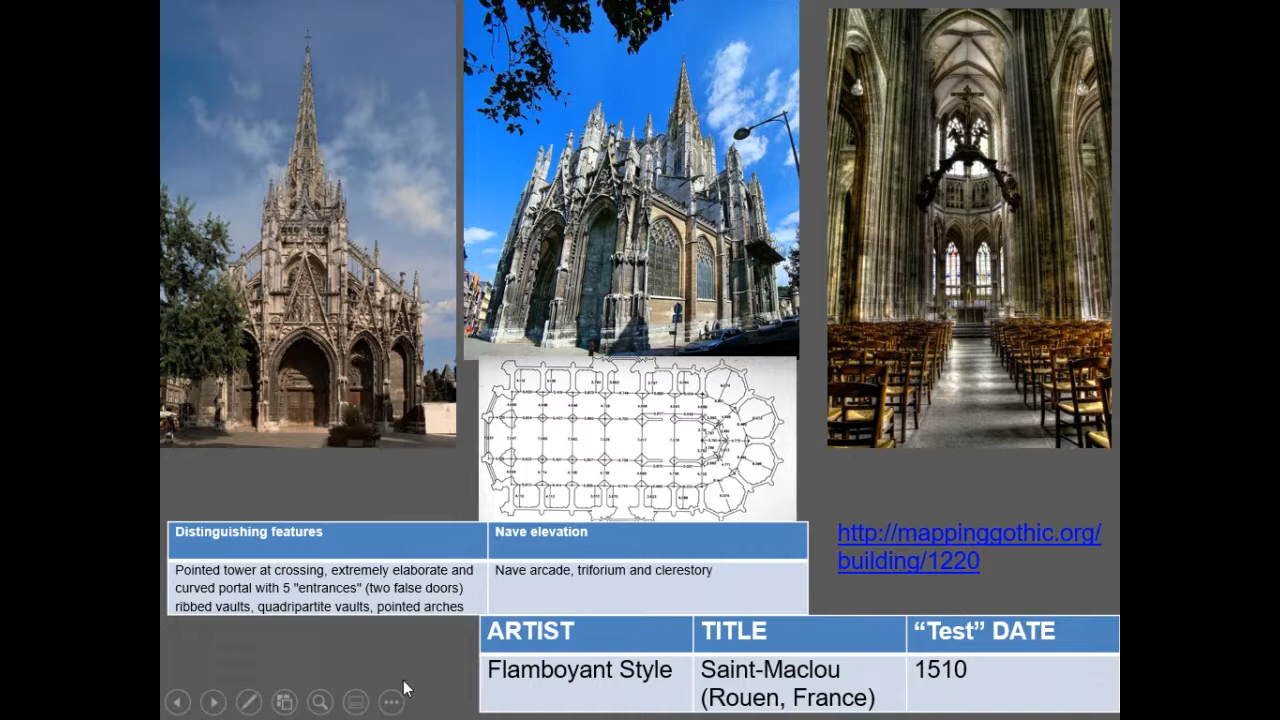 Distinguishing features
Nave elevation
Pointed tower at crossing, extremely elaborate and
curved portal with 5 "entrances" (two false doors)
ribbed vaults, quadripartite vaults, pointed arches
Nave arcade, triforium and clerestory
http://mappinggothic.org/
building/1220
ARTIST
TITLE
“Test” DATE
Flamboyant Style
Saint-Maclou
(Rouen, France)
1510